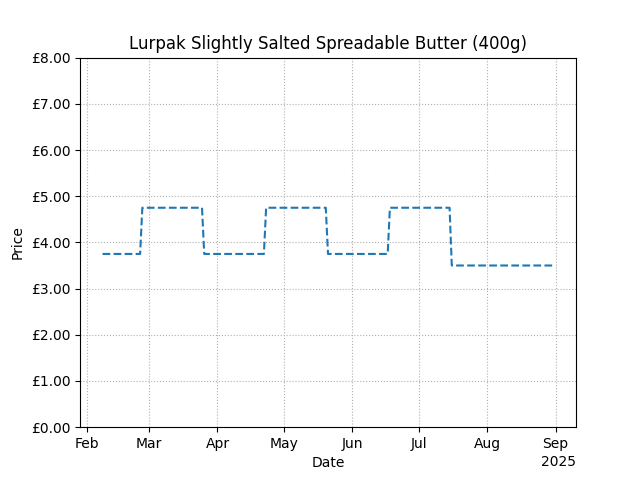 Lurpak Slightly Salted Spreadable Butter (400g)
£8.00
£7.00
£6.00
£5.00
£4.00
£3.00
£2.00
£1.00
£0.00
Price
Feb Mar Apr May Jun Jul Aug Sep
2025
Date